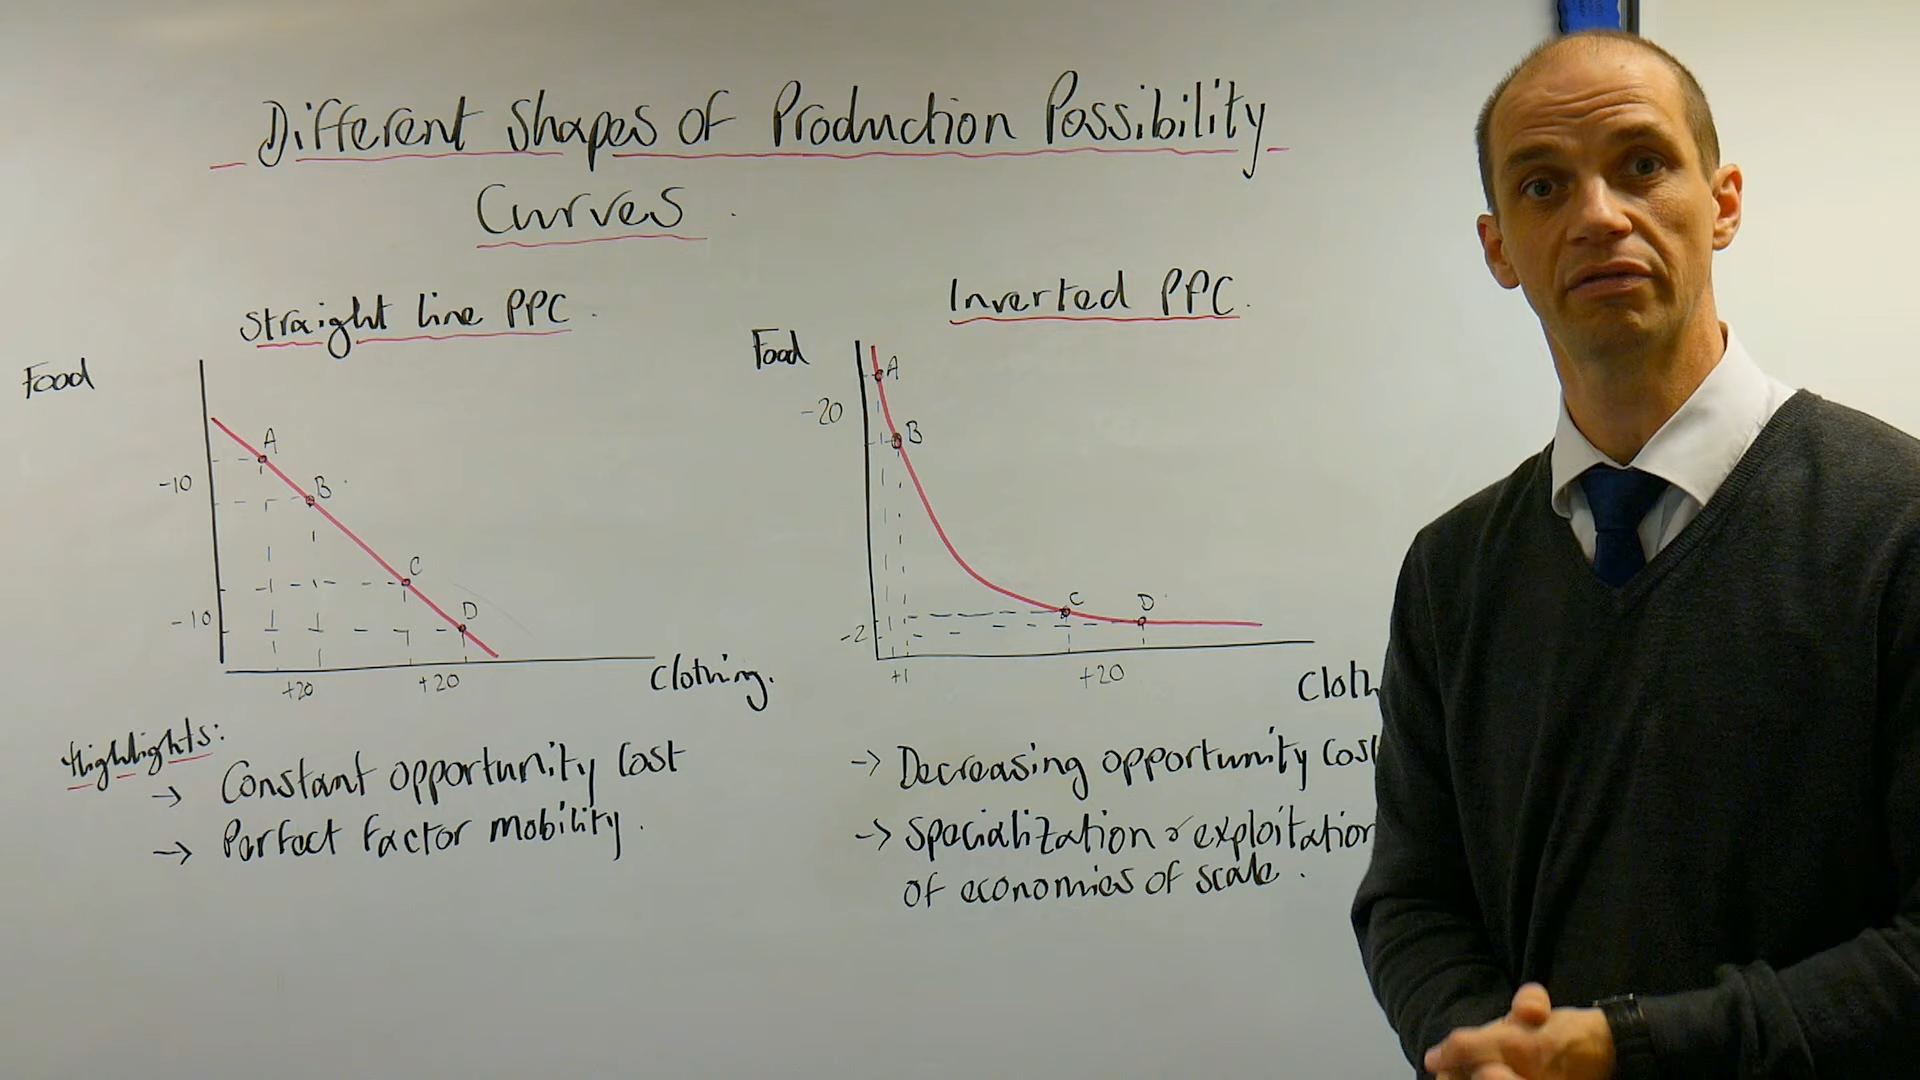 Different Shapes of Production Possibility
Curves.
Straight line PPC.
Food
A
-10
B
C
-10
D
+20
+20
Clothing.
Highlights:
→ Constant opportunity cost
→ Perfect factor mobility.
Inverted PPC.
Food
A
-20
B
C
D
-2
+1
+20
Cloth
→ Decreasing opportunity cost
→ Specialization & exploitation
of economies of scale.